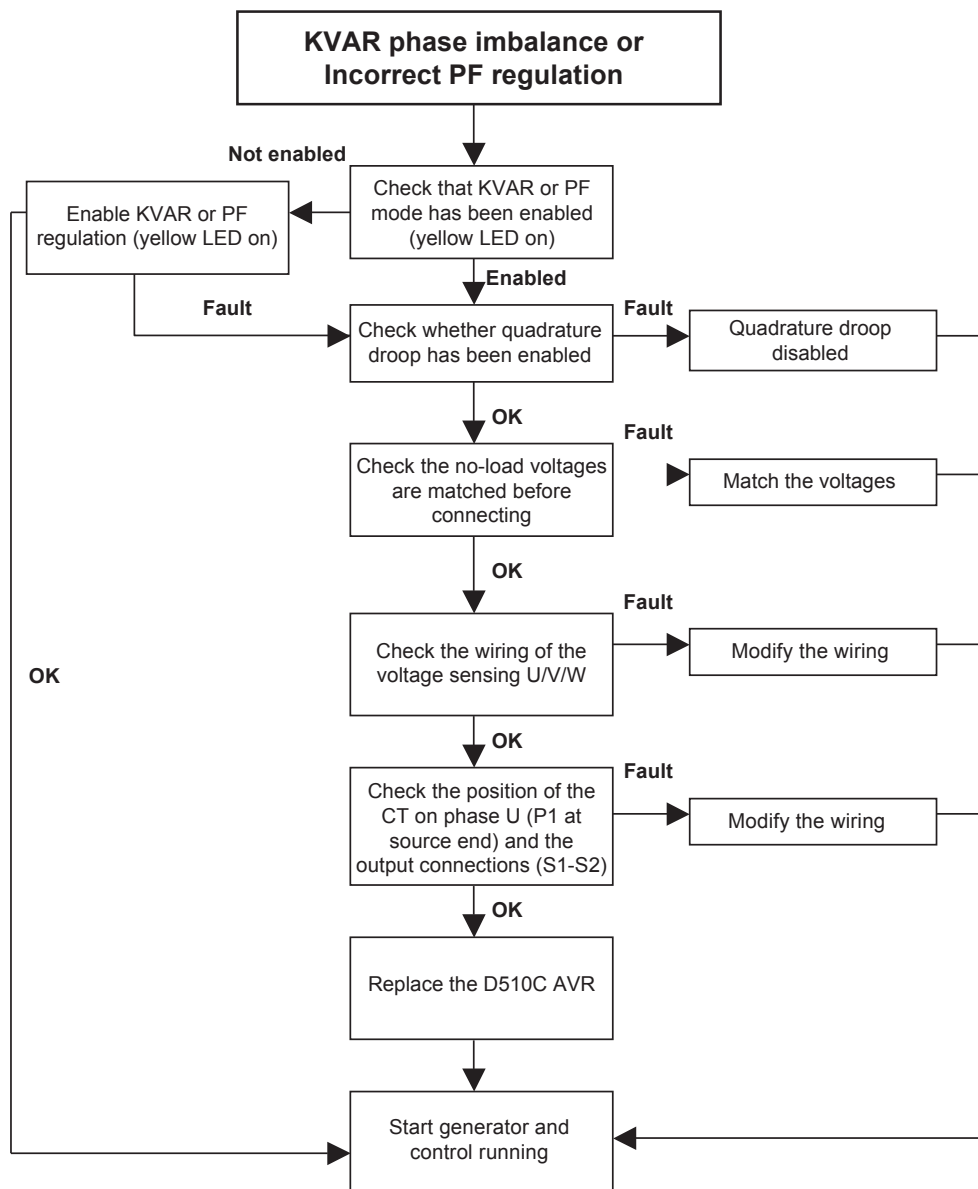 KVAR phase imbalance or
Incorrect PF regulation
Not enabled
Check that KVAR or PF
mode has been enabled
(yellow LED on)
Enable KVAR or PF
regulation (yellow LED on)
Enabled
Fault
Check whether quadrature
droop has been enabled
Fault
Quadrature droop
disabled
OK
Fault
Check the no-load voltages
are matched before
connecting
Match the voltages
OK
Fault
Check the wiring of the
voltage sensing U/V/W
Modify the wiring
OK
OK
Fault
Check the position of the
CT on phase U (P1 at
source end) and the
output connections (S1-S2)
Modify the wiring
OK
Replace the D510C AVR
Start generator and
control running